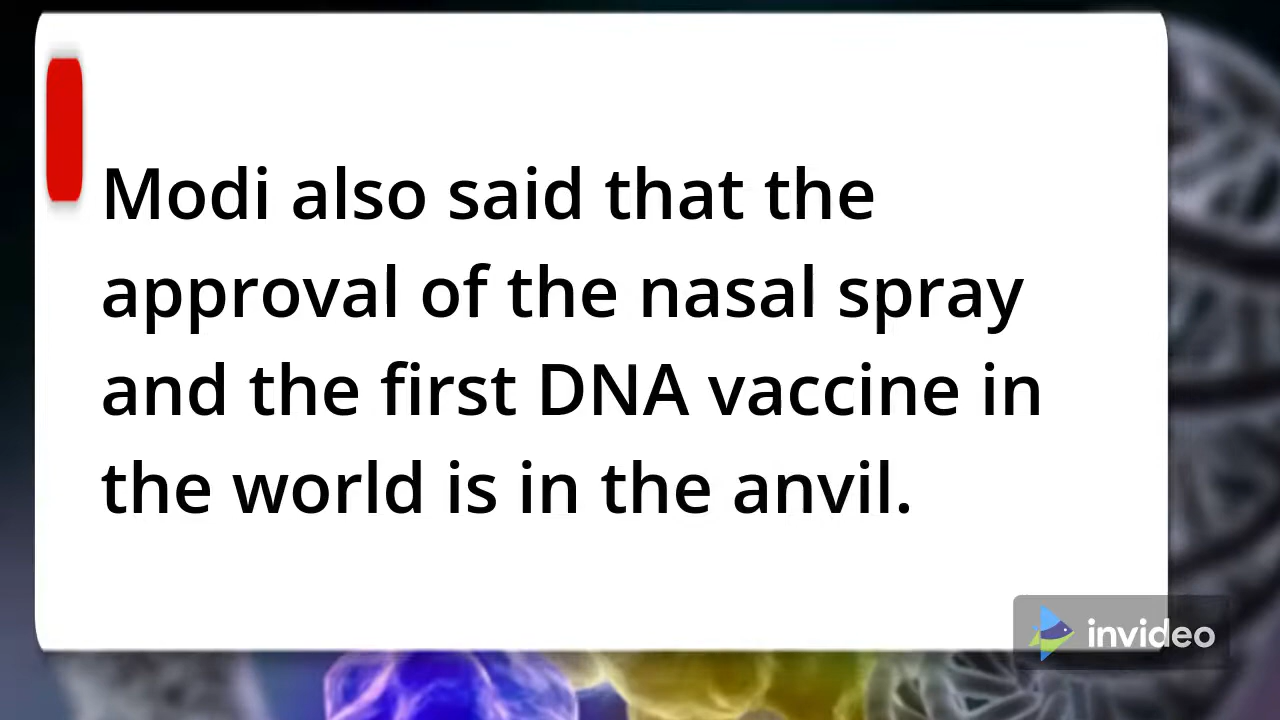 Modi also said that the
approval of the nasal spray
and the first DNA vaccine in
the world is in the anvil.
invideo